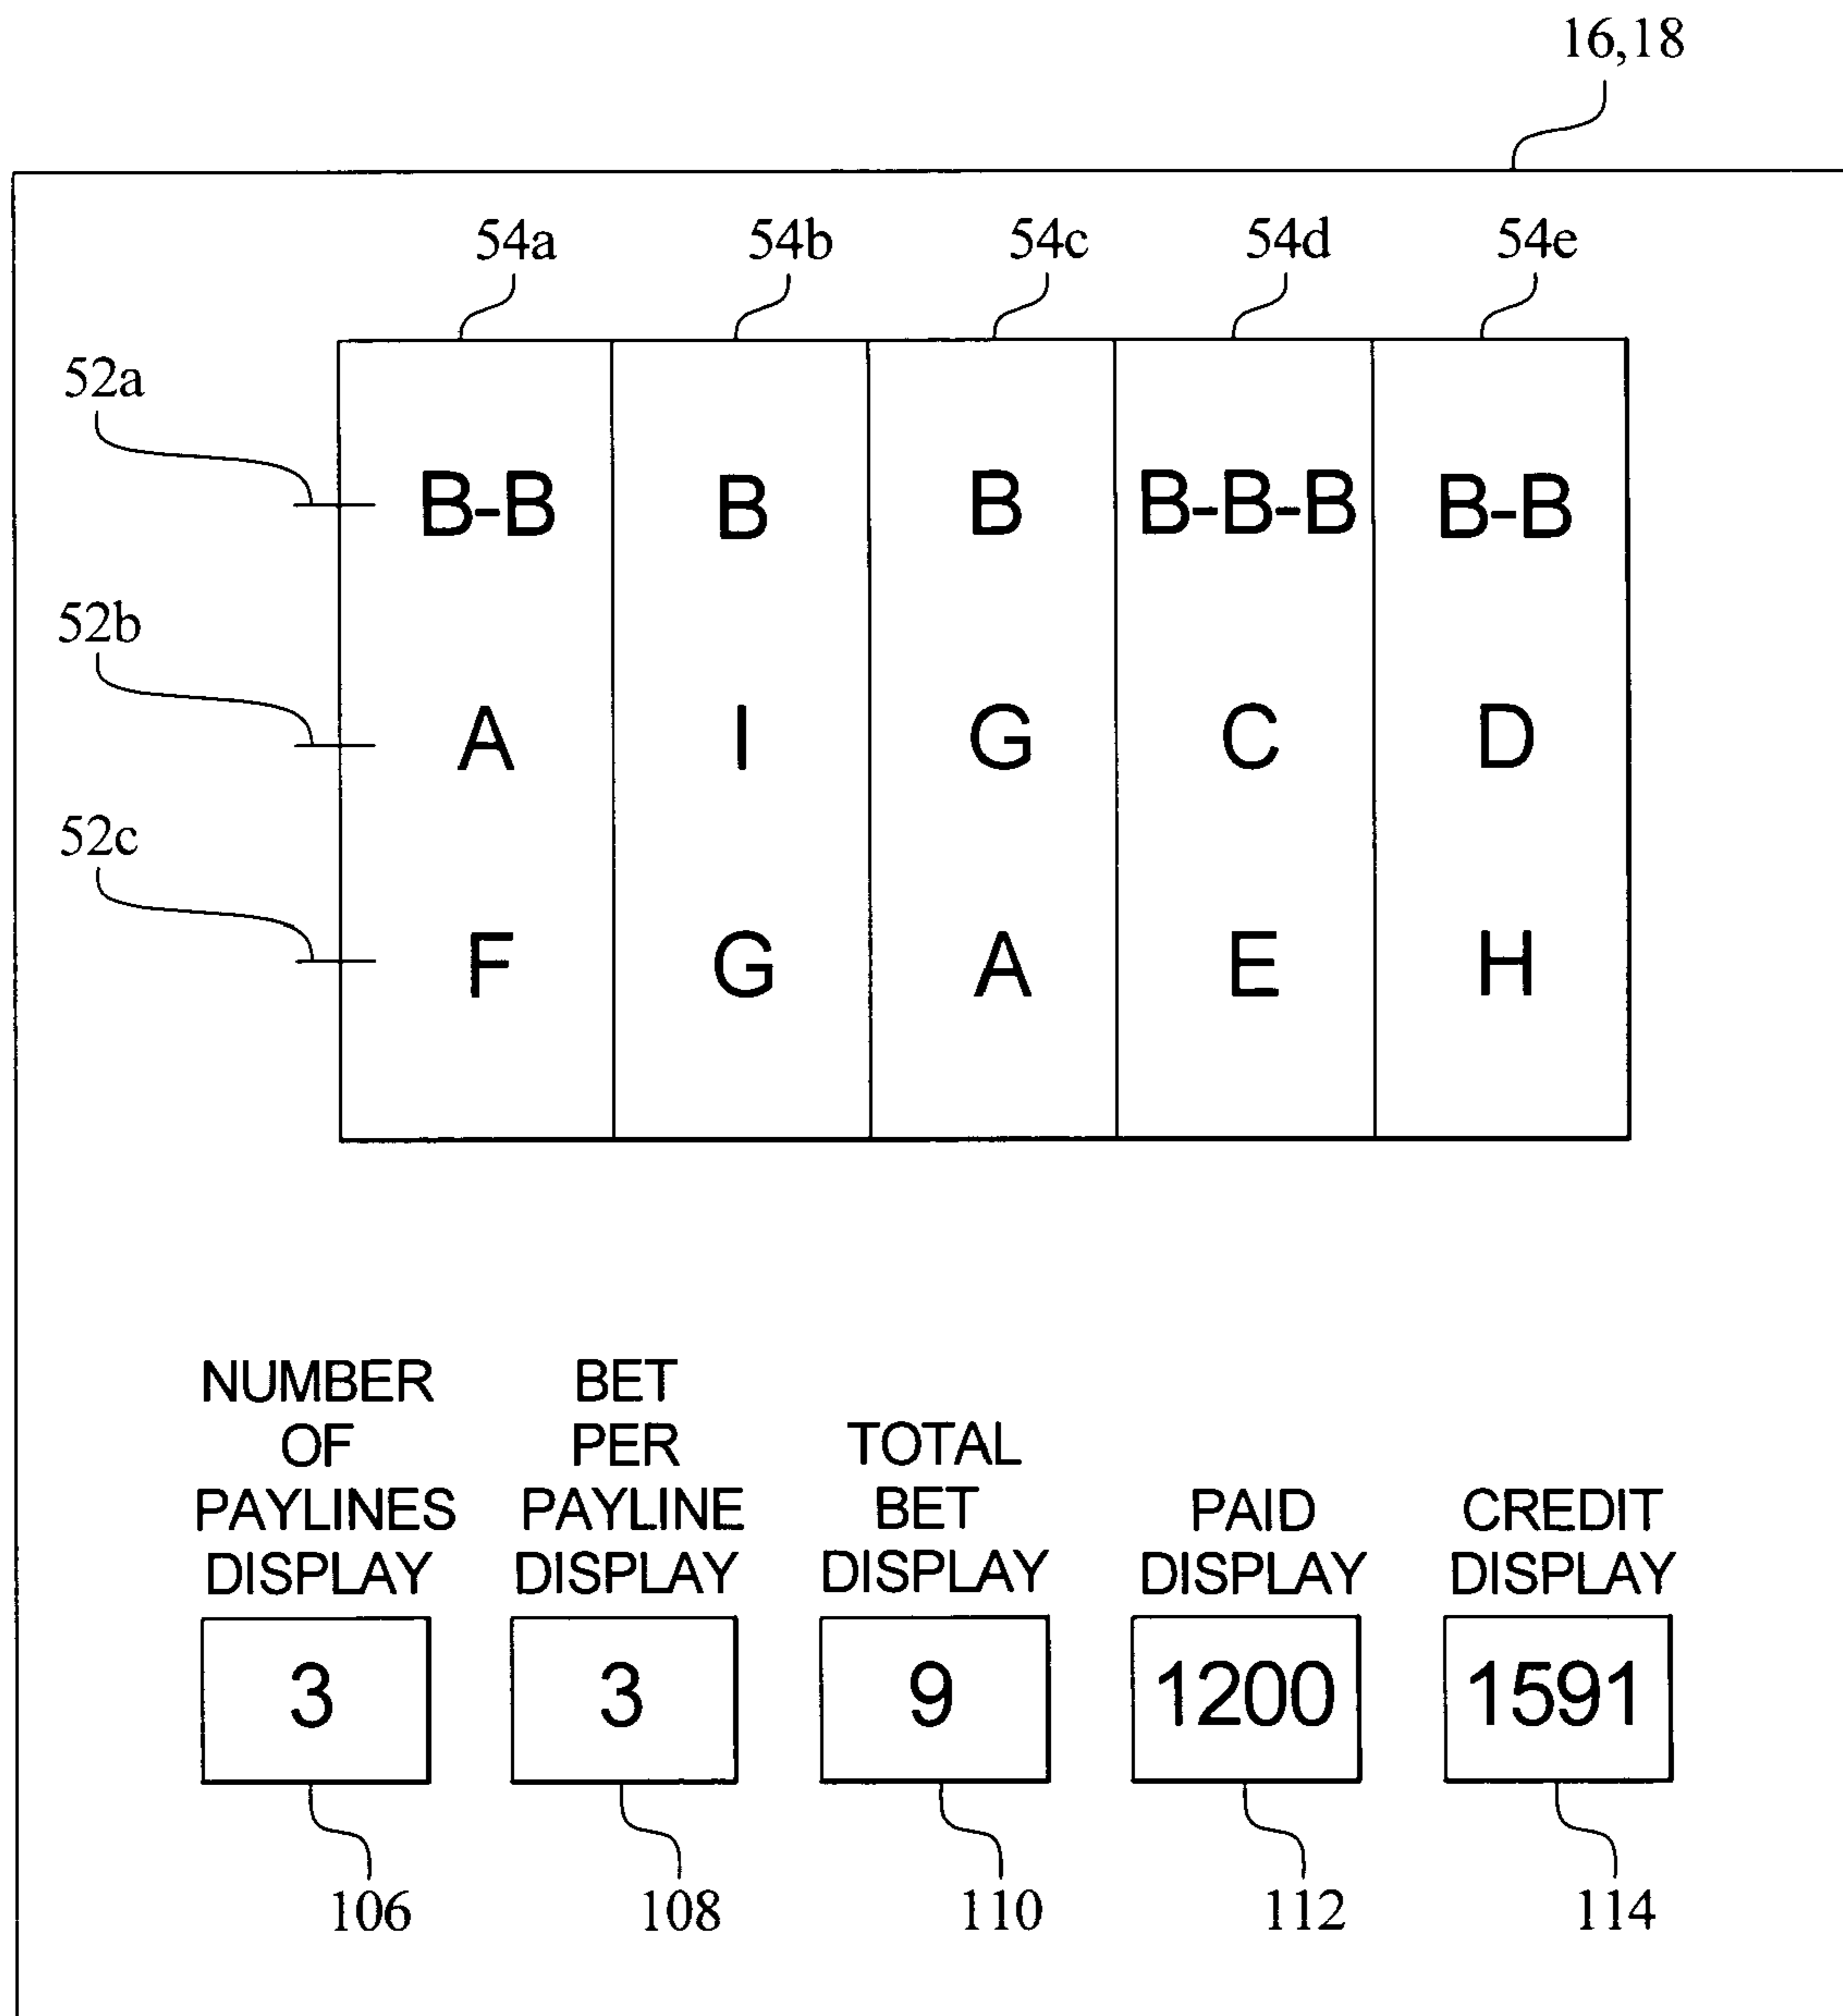 16,18
54a 54b 54c 54d 54e
52a
B-B B B B-B-B B-B
52b
A I G C D
52c
F G A E H
NUMBER
OF
PAYLINES
DISPLAY
3
106
BET
PER
PAYLINE
DISPLAY
3
108
TOTAL
BET
DISPLAY
9
110
PAID
DISPLAY
1200
112
CREDIT
DISPLAY
1591
114